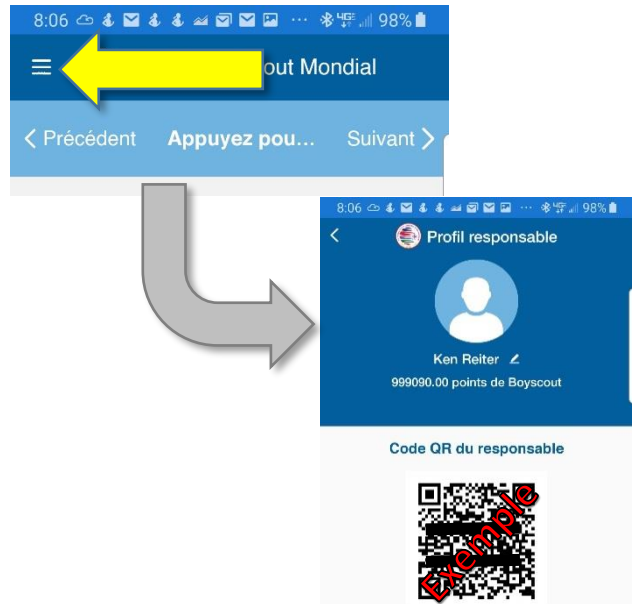 8:06 98%
out Mondial
Précédent Appuyez pou... Suivant
8:06 98%
Profil responsable
Ken Reiter
999090.00 points de Boyscout
Code QR du responsable
Exemple